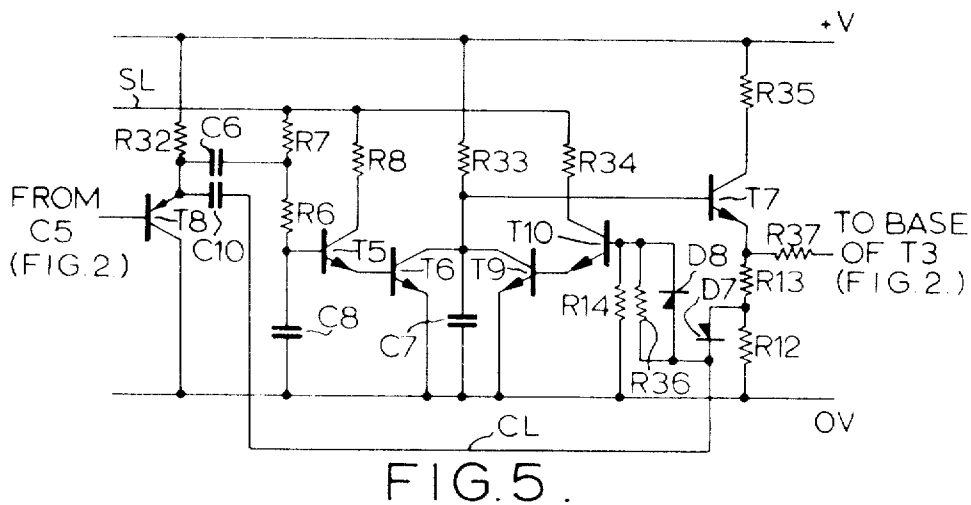 +V
SL
R32
C6
R7
R8
R33
R34
R35
FROM
C5
(FIG.2.)
T8
C10
R6
T5
T6
T9
T10
T7
R37
TO BASE
OF T3
(FIG.2.)
D8
D7
R13
R14
C8
C7
R36
R12
0V
CL
FIG.5.